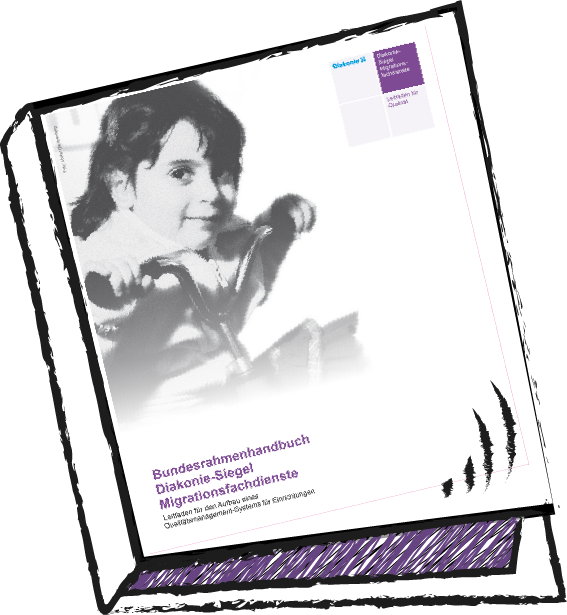 Diakonie
Diakonie-
Siegel
Migrations-
fachdienste
Leitfaden für
Qualität
Bundesrahmenhandbuch
Diakonie-Siegel
Migrationsfachdienste
Leitfaden für den Aufbau eines
Qualitätsmanagement-Systems für Einrichtungen